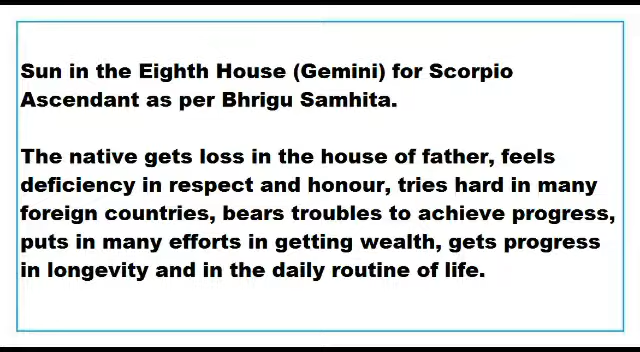 Sun in the Eighth House (Gemini) for Scorpio
Ascendant as per Bhrigu Samhita.
The native gets loss in the house of father, feels
deficiency in respect and honour, tries hard in many
foreign countries, bears troubles to achieve progress,
puts in many efforts in getting wealth, gets progress
in longevity and in the daily routine of life.